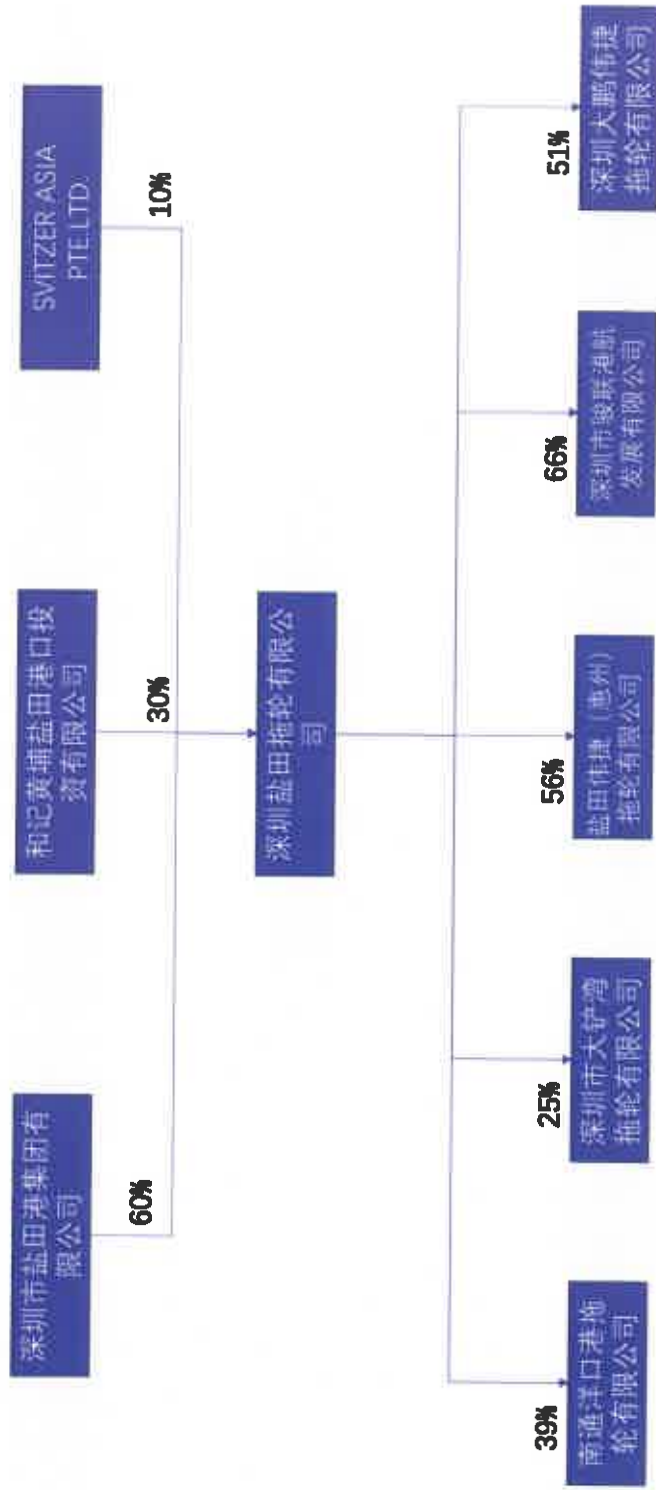 深圳市盐田港集团有
限公司
和记黄埔盐田港口投
资有限公司
SVITZER ASIA
PTE.LTD
60%
30%
10%
深圳盐田拖轮有限公
司
39%
25%
56%
66%
51%
南通洋口港拖
轮有限公司
深圳市大铲湾
拖轮有限公司
盐田伟捷（惠州）
拖轮有限公司
深圳市骏联港航
发展有限公司
深圳大鹏伟捷
拖轮有限公司